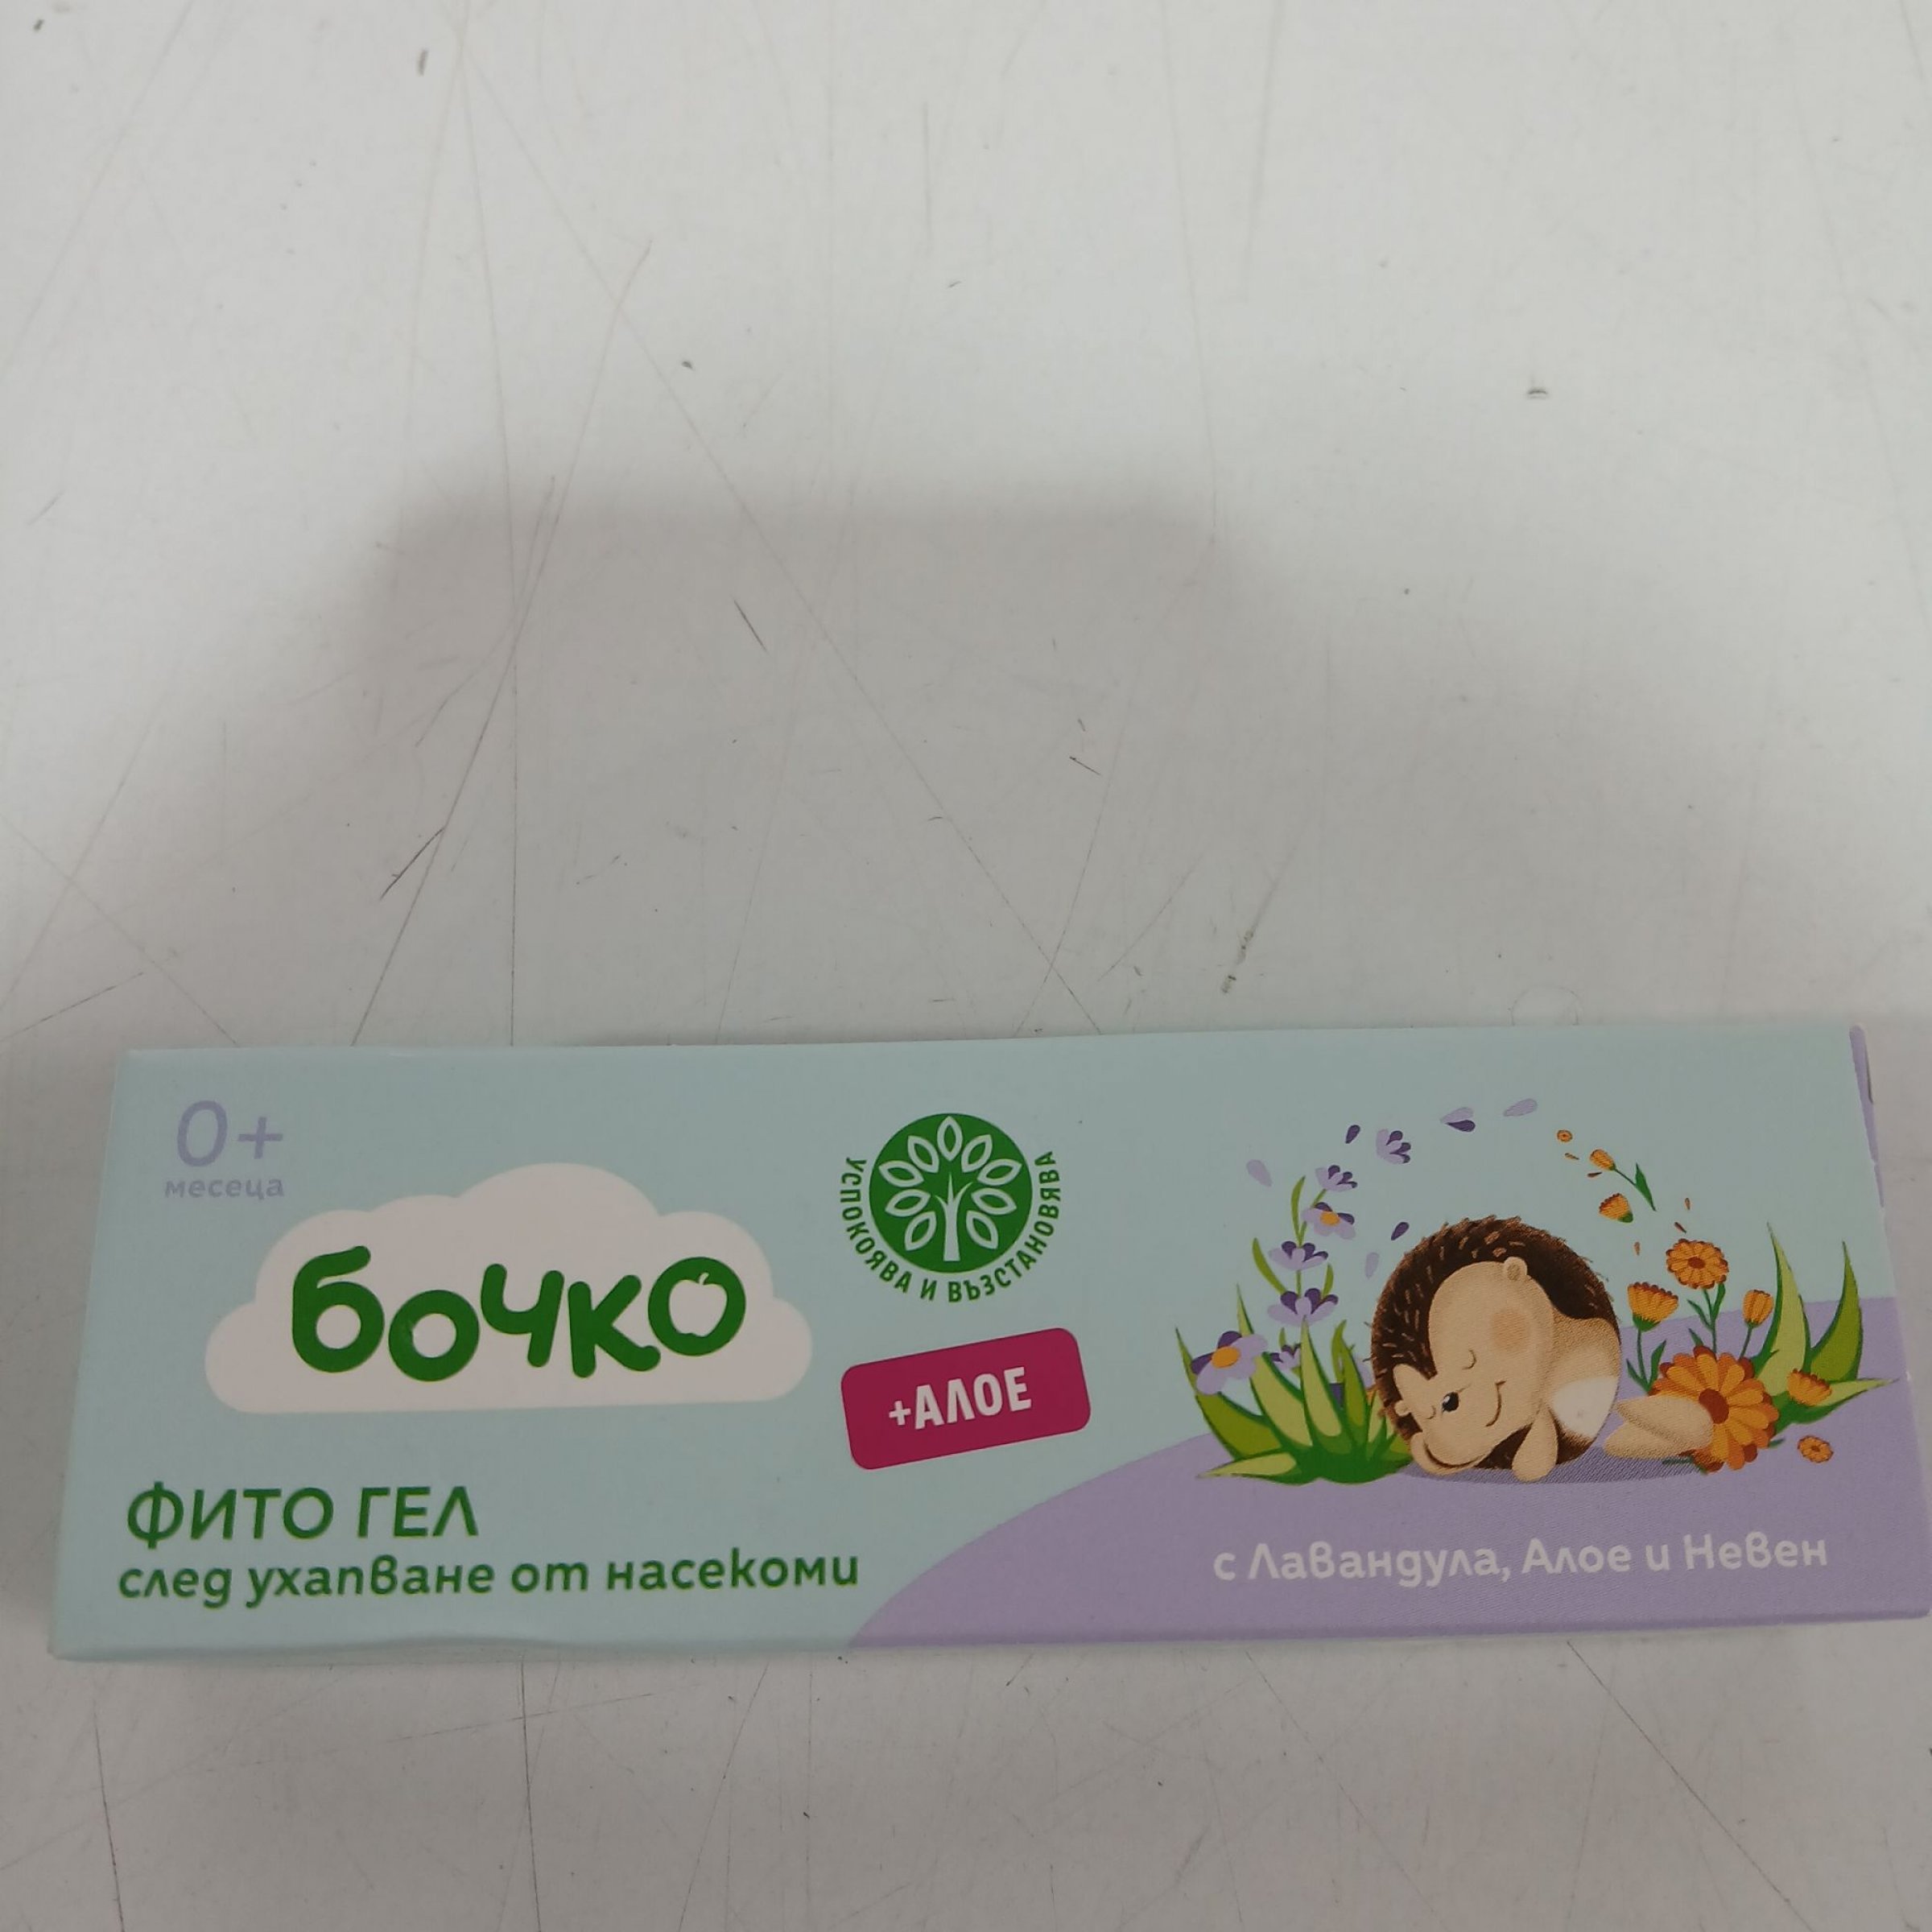 0+
месеца
бочко
УСПОКОЯВА И ВЪЗСТАНОВЯВА
+АЛОЕ
ФИТО ГЕЛ
след ухапване от насекоми
с Лавандула, Алое и Невен